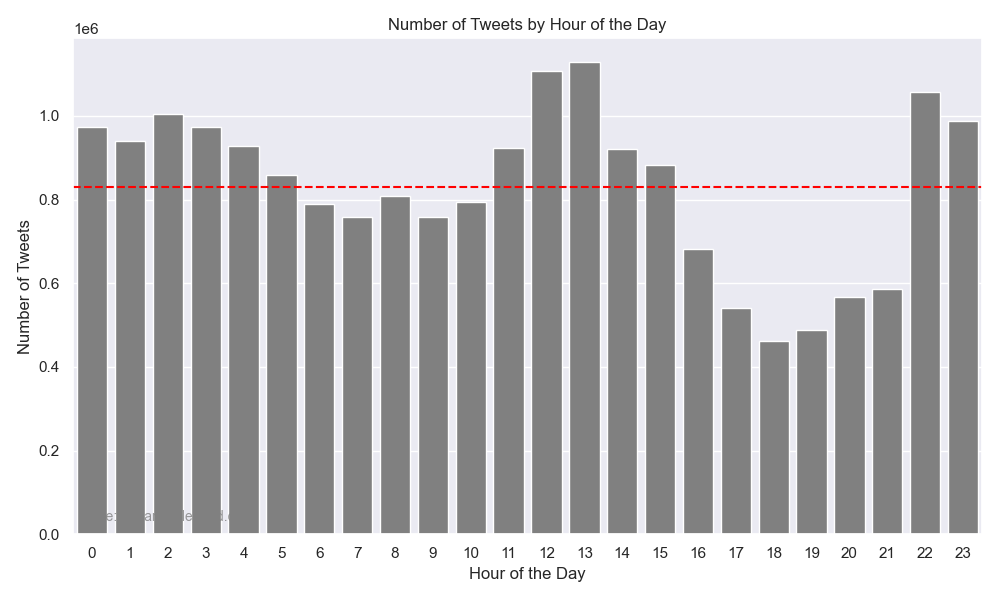 Number of Tweets by Hour of the Day
1e6
1.0
0.8
0.6
0.4
0.2
0.0
Number of Tweets
0 1 2 3 4 5 6 7 8 9 10 11 12 13 14 15 16 17 18 19 20 21 22 23
Hour of the Day